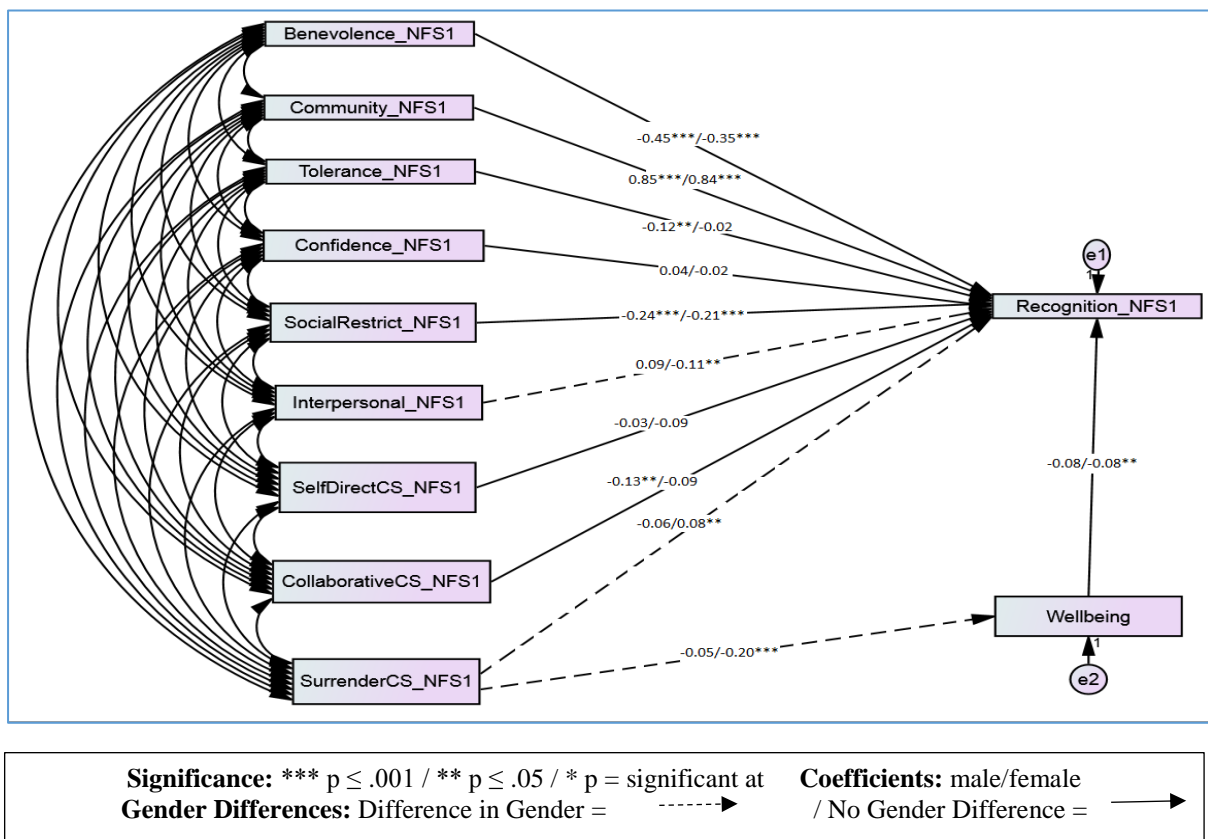 Benevolence_NFS1
Community_NFS1
-0.45***/-0.35***
Tolerance_NFS1
0.85***/0.84***
-0.12**/-0.02
Confidence_NFS1
e1
0.04/-0.02
1
Recognition_NFS1
SocialRestrict_NFS1
-0.24***/-0.21***
0.09/-0.11**
Interpersonal_NFS1
-0.03/-0.09
-0.08/-0.08**
SelfDirectCS_NFS1
-0.13**/-0.09
-0.06/0.08**
CollaborativeCS_NFS1
Wellbeing
1
-0.05/-0.20***
SurrenderCS_NFS1
e2
Significance: *** p ≤ .001 / ** p ≤ .05 / * p = significant at Coefficients: male/female
Gender Differences: Difference in Gender = / No Gender Difference =